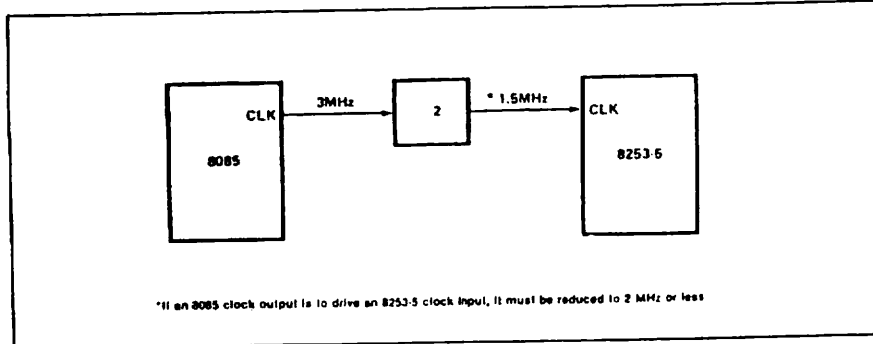 3MHz
* 1.5MHz
CLK
2
CLK
8085
8253-5
*If an 8085 clock output is to drive an 8253-5 clock input, it must be reduced to 2 MHz or less